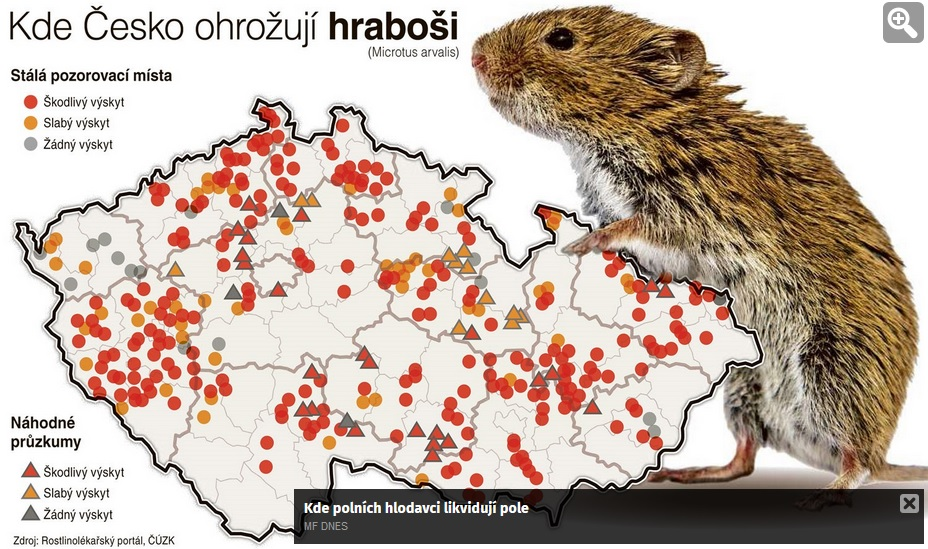 Kde Česko ohrožují hraboši
(Microtus arvalis)
Stálá pozorovací místa
Škodlivý výskyt
Slabý výskyt
Žádný výskyt
Náhodné
průzkumy
Škodlivý výskyt
Slabý výskyt
Žádný výskyt
Zdroj: Rostlinolékařský portál, ČÚZK
Kde polních hlodavci likvidují pole
MF DNES